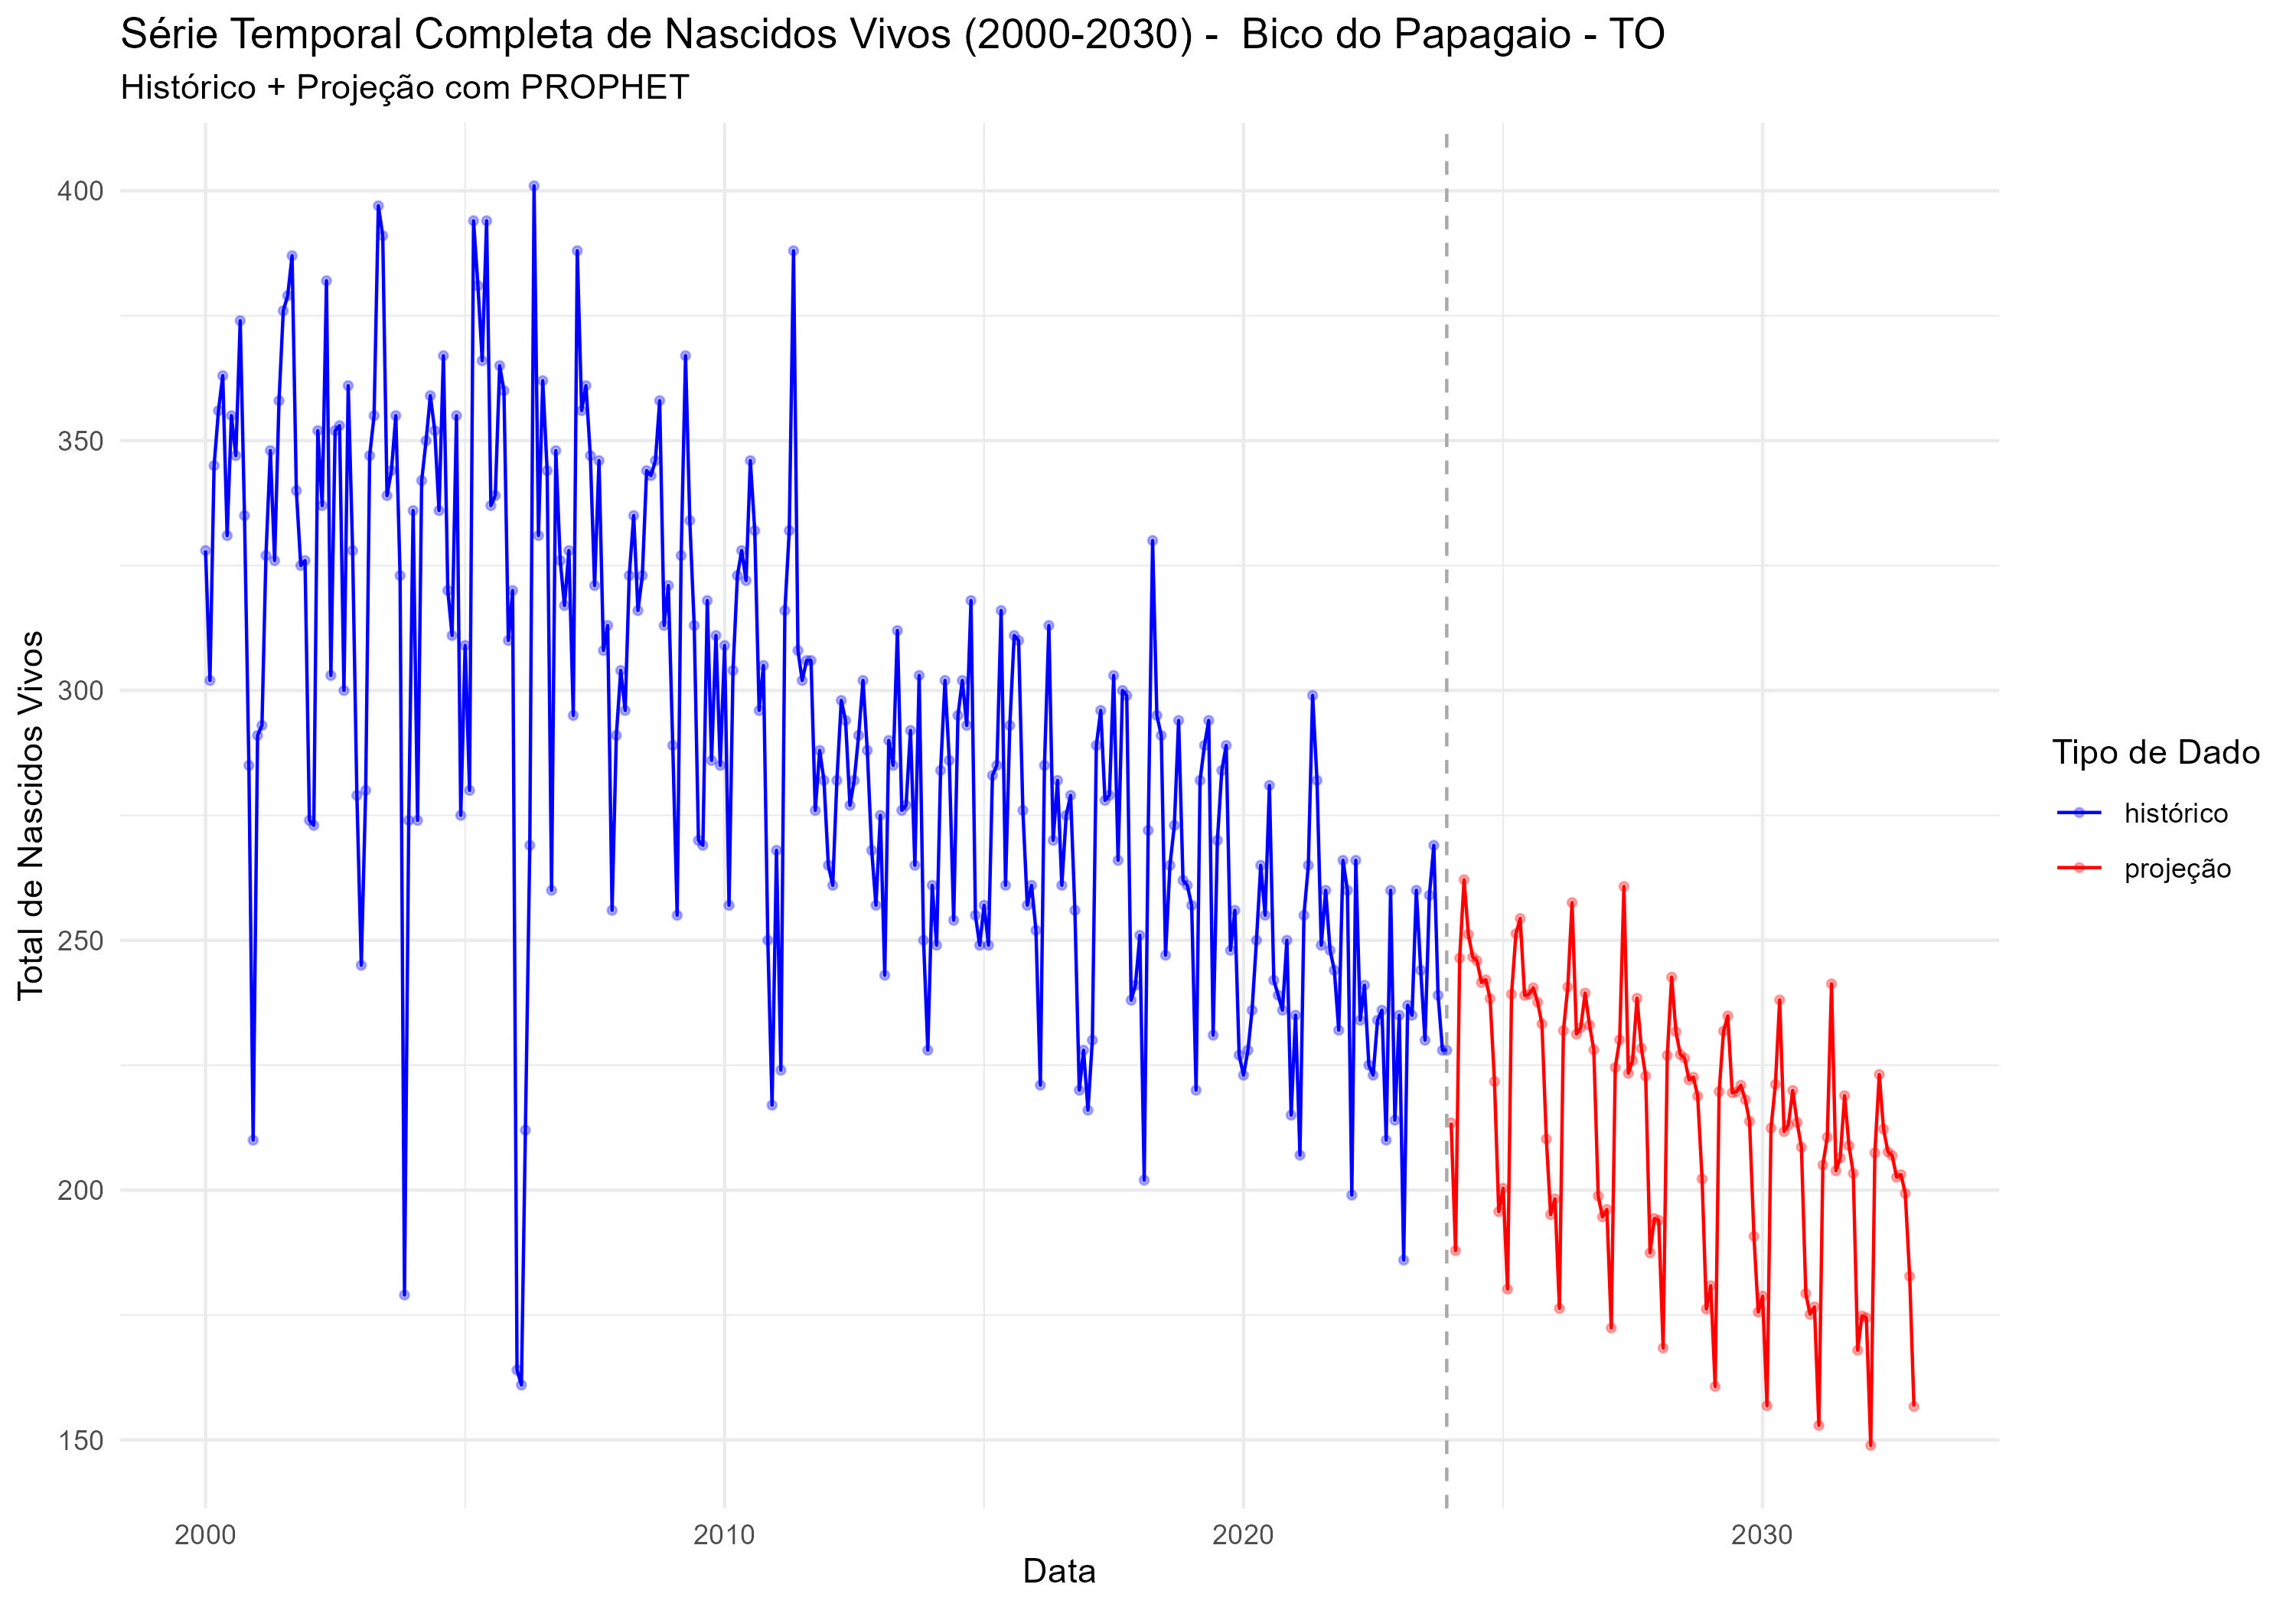 Série Temporal Completa de Nascidos Vivos (2000-2030) -  Bico do Papagaio - TO
Histórico + Projeção com PROPHET
400
350
300
250
200
150
Total de Nascidos Vivos
2000
2010
2020
2030
Data
Tipo de Dado
histórico
projeção